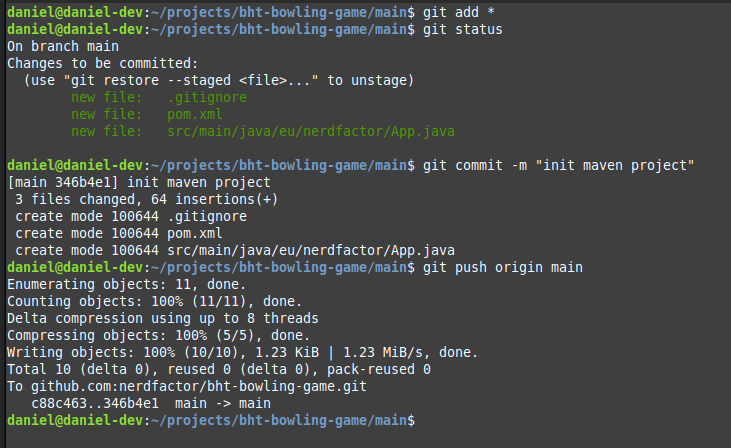 daniel@daniel-dev:~/projects/bht-bowling-game/main$ git add *
daniel@daniel-dev:~/projects/bht-bowling-game/main$ git status
On branch main
Changes to be committed:
  (use "git restore --staged <file>..." to unstage)
        new file:   .gitignore
        new file:   pom.xml
        new file:   src/main/java/eu/nerdfactor/App.java

daniel@daniel-dev:~/projects/bht-bowling-game/main$ git commit -m "init maven project"
[main 346b4e1] init maven project
 3 files changed, 64 insertions(+)
 create mode 100644 .gitignore
 create mode 100644 pom.xml
 create mode 100644 src/main/java/eu/nerdfactor/App.java
daniel@daniel-dev:~/projects/bht-bowling-game/main$ git push origin main
Enumerating objects: 11, done.
Counting objects: 100% (11/11), done.
Delta compression using up to 8 threads
Compressing objects: 100% (5/5), done.
Writing objects: 100% (10/10), 1.23 KiB | 1.23 MiB/s, done.
Total 10 (delta 0), reused 0 (delta 0), pack-reused 0
To github.com:nerdfactor/bht-bowling-game.git
   c88c463..346b4e1  main -> main
daniel@daniel-dev:~/projects/bht-bowling-game/main$